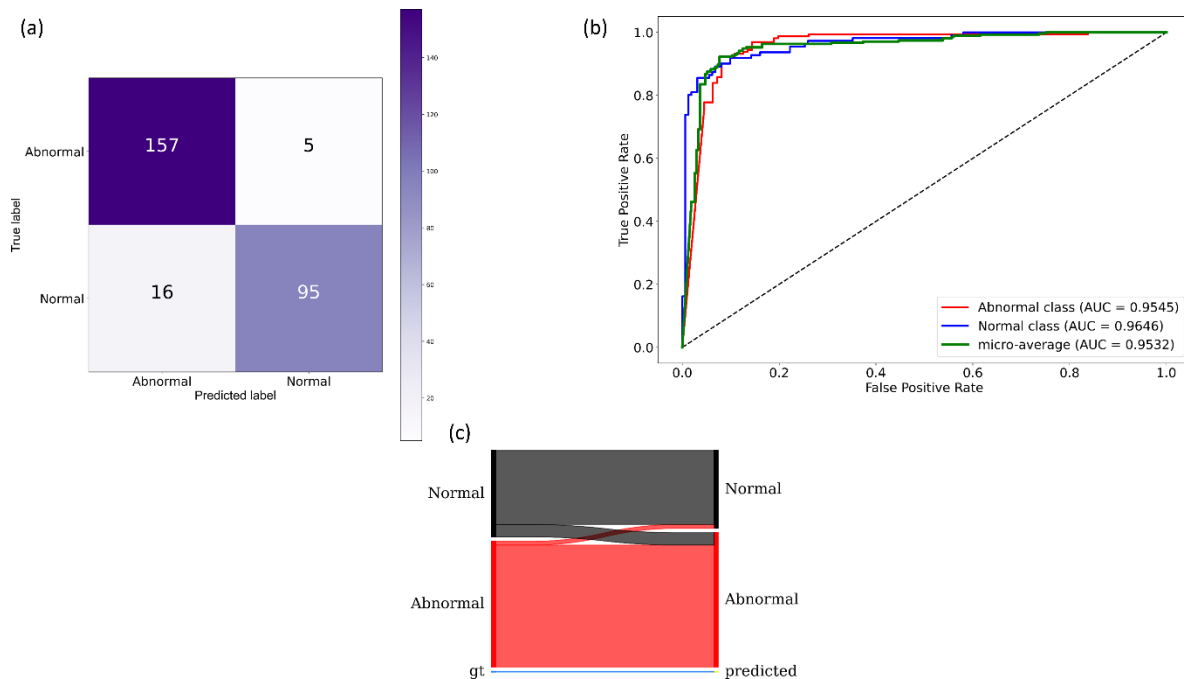 (a)
Abnormal
Normal
True label
157
5
16
95
Abnormal
Normal
Predicted label
140
120
100
80
60
40
20
(b)
True Positive Rate
1.0
0.8
0.6
0.4
0.2
0.0
0.0
0.2
0.4
0.6
0.8
1.0
False Positive Rate
Abnormal class (AUC = 0.9545)
Normal class (AUC = 0.9646)
micro-average (AUC = 0.9532)
(c)
Normal
Normal
Abnormal
Abnormal
gt
predicted